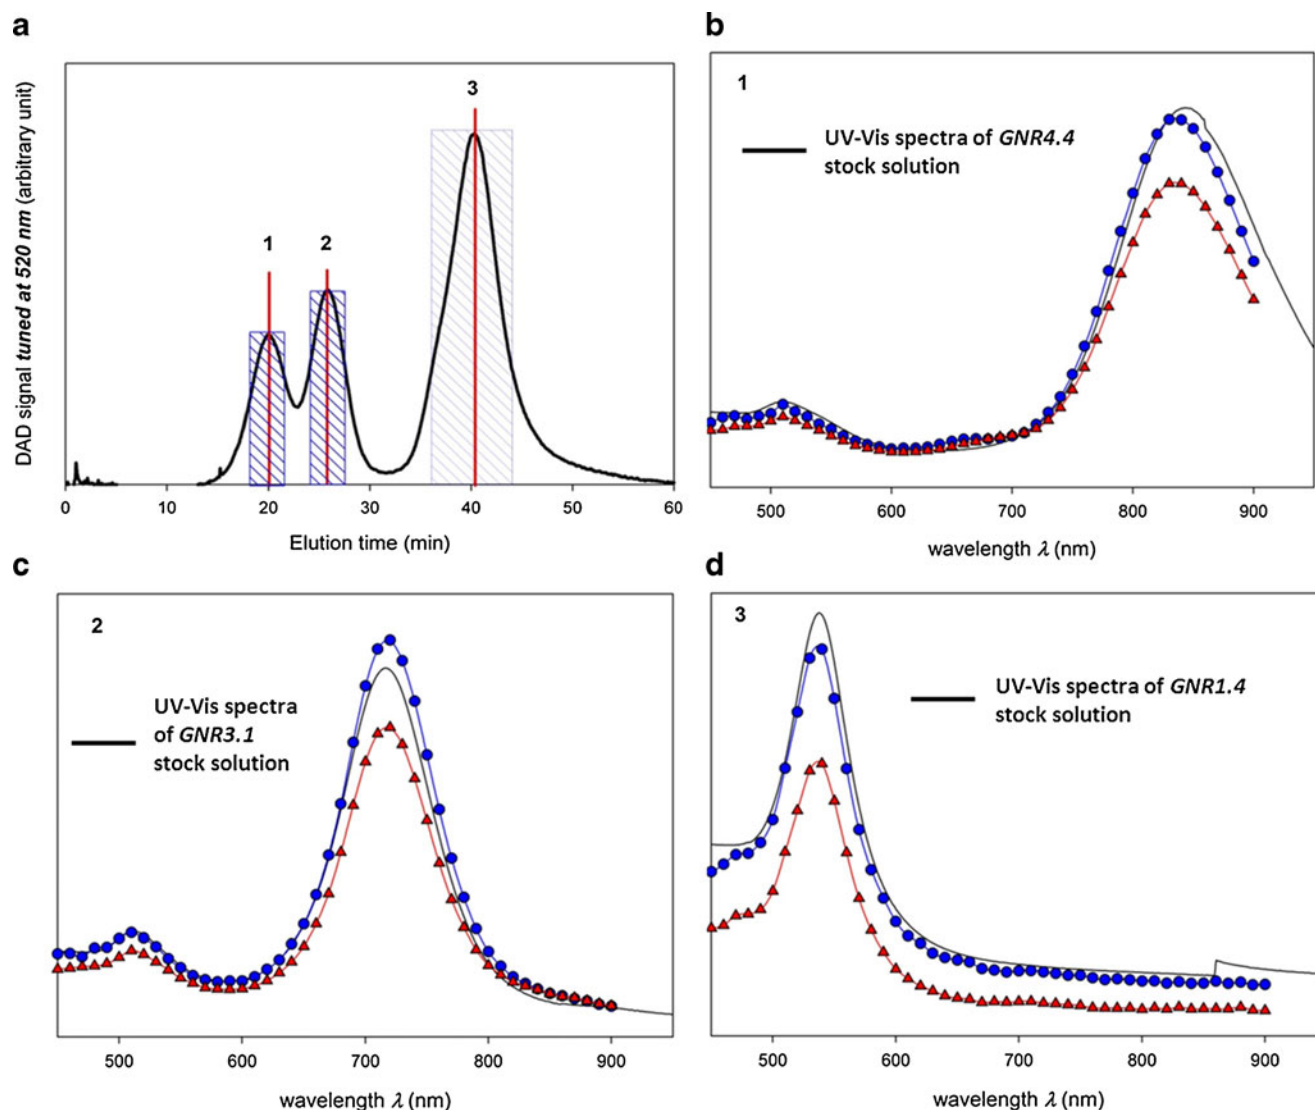 a
DAD signal tuned at 520 nm (arbitrary unit)
1
2
3
0
10
20
30
40
50
60
Elution time (min)
b
1
UV-Vis spectra of GNR4.4
stock solution
500
600
700
800
900
wavelength λ (nm)
c
2
UV-Vis spectra
of GNR3.1
stock solution
500
600
700
800
900
wavelength λ (nm)
d
3
UV-Vis spectra of GNR1.4
stock solution
500
600
700
800
900
wavelength λ (nm)